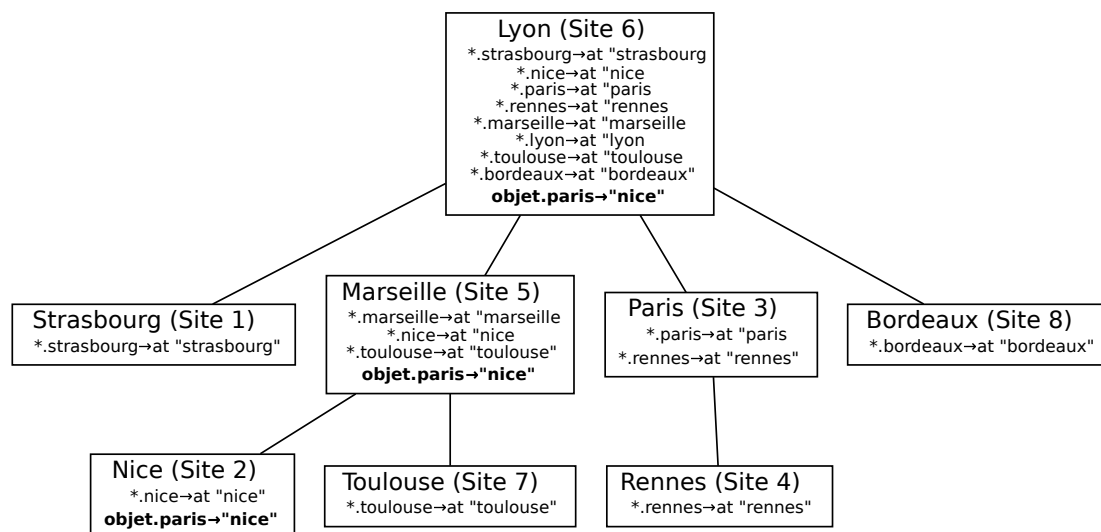 Lyon (Site 6)
*.strasbourg→at "strasbourg
*.nice→at "nice
*.paris→at "paris
*.rennes→at "rennes
*.marseille→at "marseille
*.lyon→at "lyon
*.toulouse→at "toulouse
*.bordeaux→at "bordeaux"
objet.paris→"nice"
Strasbourg (Site 1)
*.strasbourg→at "strasbourg"
Marseille (Site 5)
*.marseille→at "marseille
*.nice→at "nice
*.toulouse→at "toulouse"
objet.paris→"nice"
Paris (Site 3)
*.paris→at "paris
*.rennes→at "rennes"
Bordeaux (Site 8)
*.bordeaux→at "bordeaux"
Nice (Site 2)
*.nice→at "nice"
objet.paris→"nice"
Toulouse (Site 7)
*.toulouse→at "toulouse"
Rennes (Site 4)
*.rennes→at "rennes"